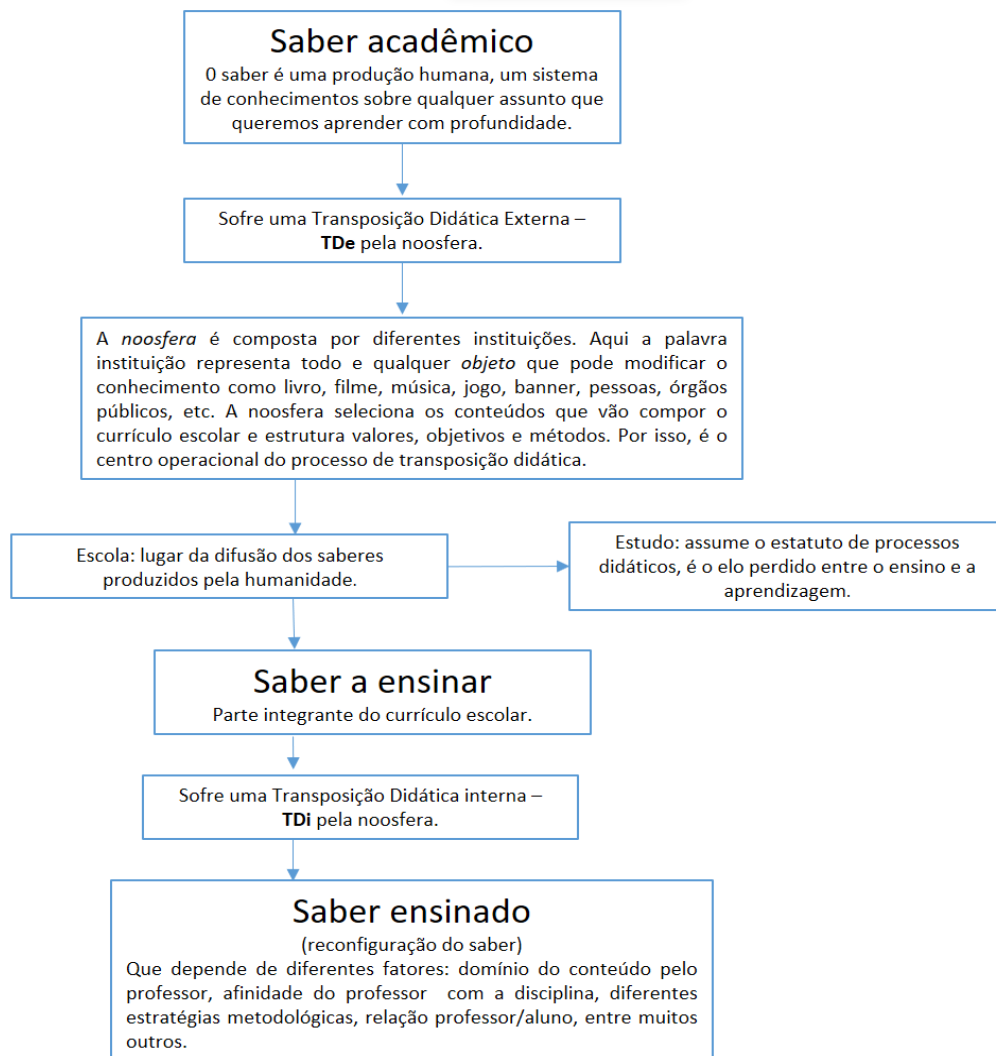 Saber acadêmico
0 saber é uma produção humana, um sistema
de conhecimentos sobre qualquer assunto que
queremos aprender com profundidade.
Sofre uma Transposição Didática Externa –
TDe pela noosfera.
A noosfera é composta por diferentes instituições. Aqui a palavra
instituição representa todo e qualquer objeto que pode modificar o
conhecimento como livro, filme, música, jogo, banner, pessoas, órgãos
públicos, etc. A noosfera seleciona os conteúdos que vão compor o
currículo escolar e estrutura valores, objetivos e métodos. Por isso, é o
centro operacional do processo de transposição didática.
Escola: lugar da difusão dos saberes
produzidos pela humanidade.
Estudo: assume o estatuto de processos
didáticos, é o elo perdido entre o ensino e a
aprendizagem.
Saber a ensinar
Parte integrante do currículo escolar.
Sofre uma Transposição Didática interna –
TDi pela noosfera.
Saber ensinado
(reconfiguração do saber)
Que depende de diferentes fatores: domínio do conteúdo pelo
professor, afinidade do professor com a disciplina, diferentes
estratégias metodológicas, relação professor/aluno, entre muitos
outros.